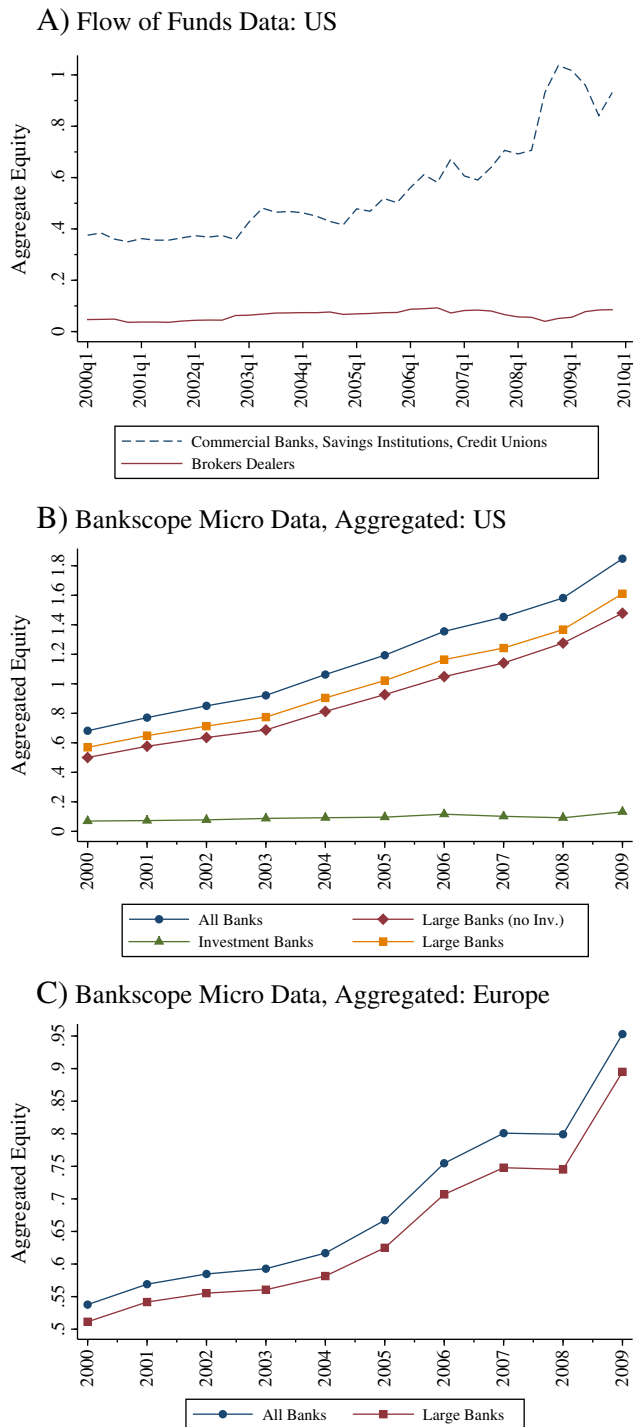 A) Flow of Funds Data: US
Aggregate Equity
1
.8
.6
.4
.2
0
2000q1
2001q1
2002q1
2003q1
2004q1
2005q1
2006q1
2007q1
2008q1
2009q1
2010q1
Commercial Banks, Savings Institutions, Credit Unions
Brokers Dealers
B) Bankscope Micro Data, Aggregated: US
Aggregated Equity
1.8
1.6
1.4
1.2
1
.8
.6
.4
.2
0
2000
2001
2002
2003
2004
2005
2006
2007
2008
2009
All Banks
Large Banks (no Inv.)
Investment Banks
Large Banks
C) Bankscope Micro Data, Aggregated: Europe
Aggregated Equity
.95
.9
.85
.8
.75
.7
.65
.6
.55
.5
2000
2001
2002
2003
2004
2005
2006
2007
2008
2009
All Banks
Large Banks